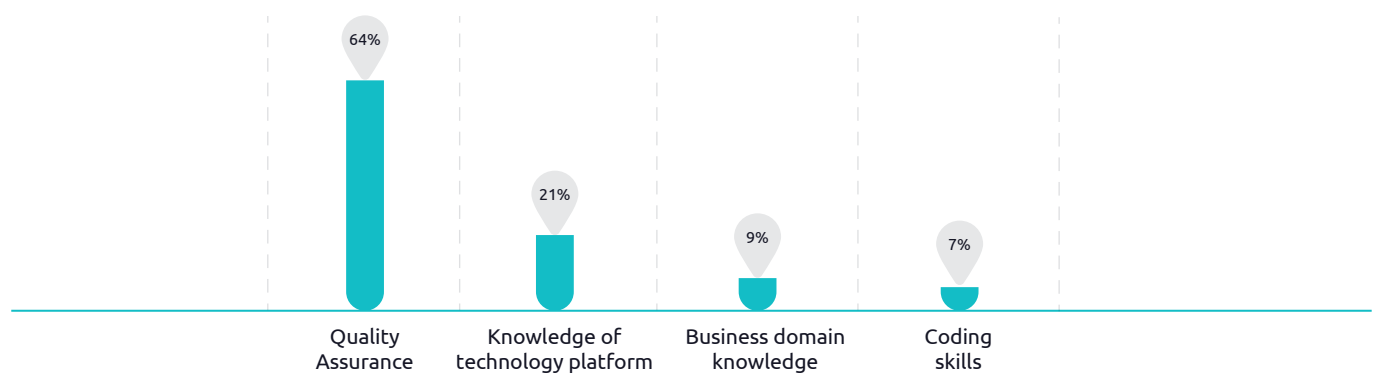 64%
21%
9%
7%
Quality
Assurance
Knowledge of
technology platform
Business domain
knowledge
Coding
skills